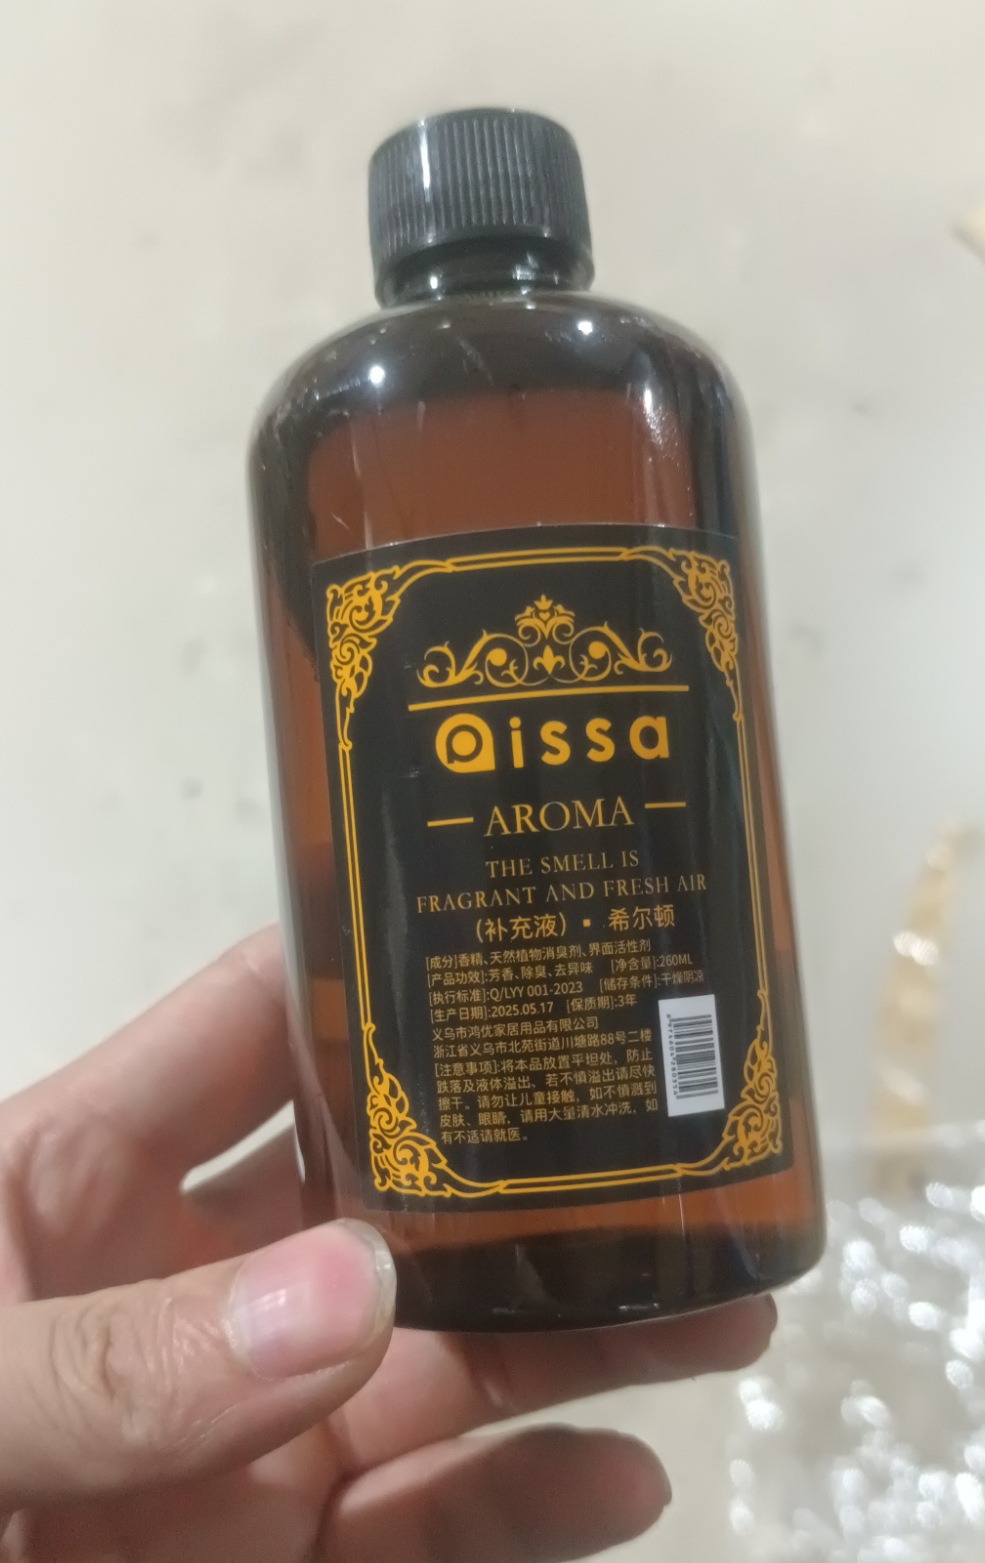 Qissa
AROMA
THE SMELL IS
FRAGRANT AND FRESH AIR
(补充液) · 希尔顿
[成分]香精、天然植物消臭剂、界面活性剂
[产品功效]:芳香、除臭、去异味 [净含量]:260ML
[执行标准]:Q/LYY 001-2023 [储存条件]:干燥阴凉
[生产日期]:2025.05.17 [保质期]:3年
义乌市鸿优家居用品有限公司
浙江省义乌市北苑街道川塘路88号二楼
[注意事项]:将本品放置平坦处、防止
跌落及液体溢出、若不慎溢出请尽快
擦干。请勿让儿童接触，如不慎溅到
皮肤、眼睛，请用大量清水冲洗，如
有不适请就医。